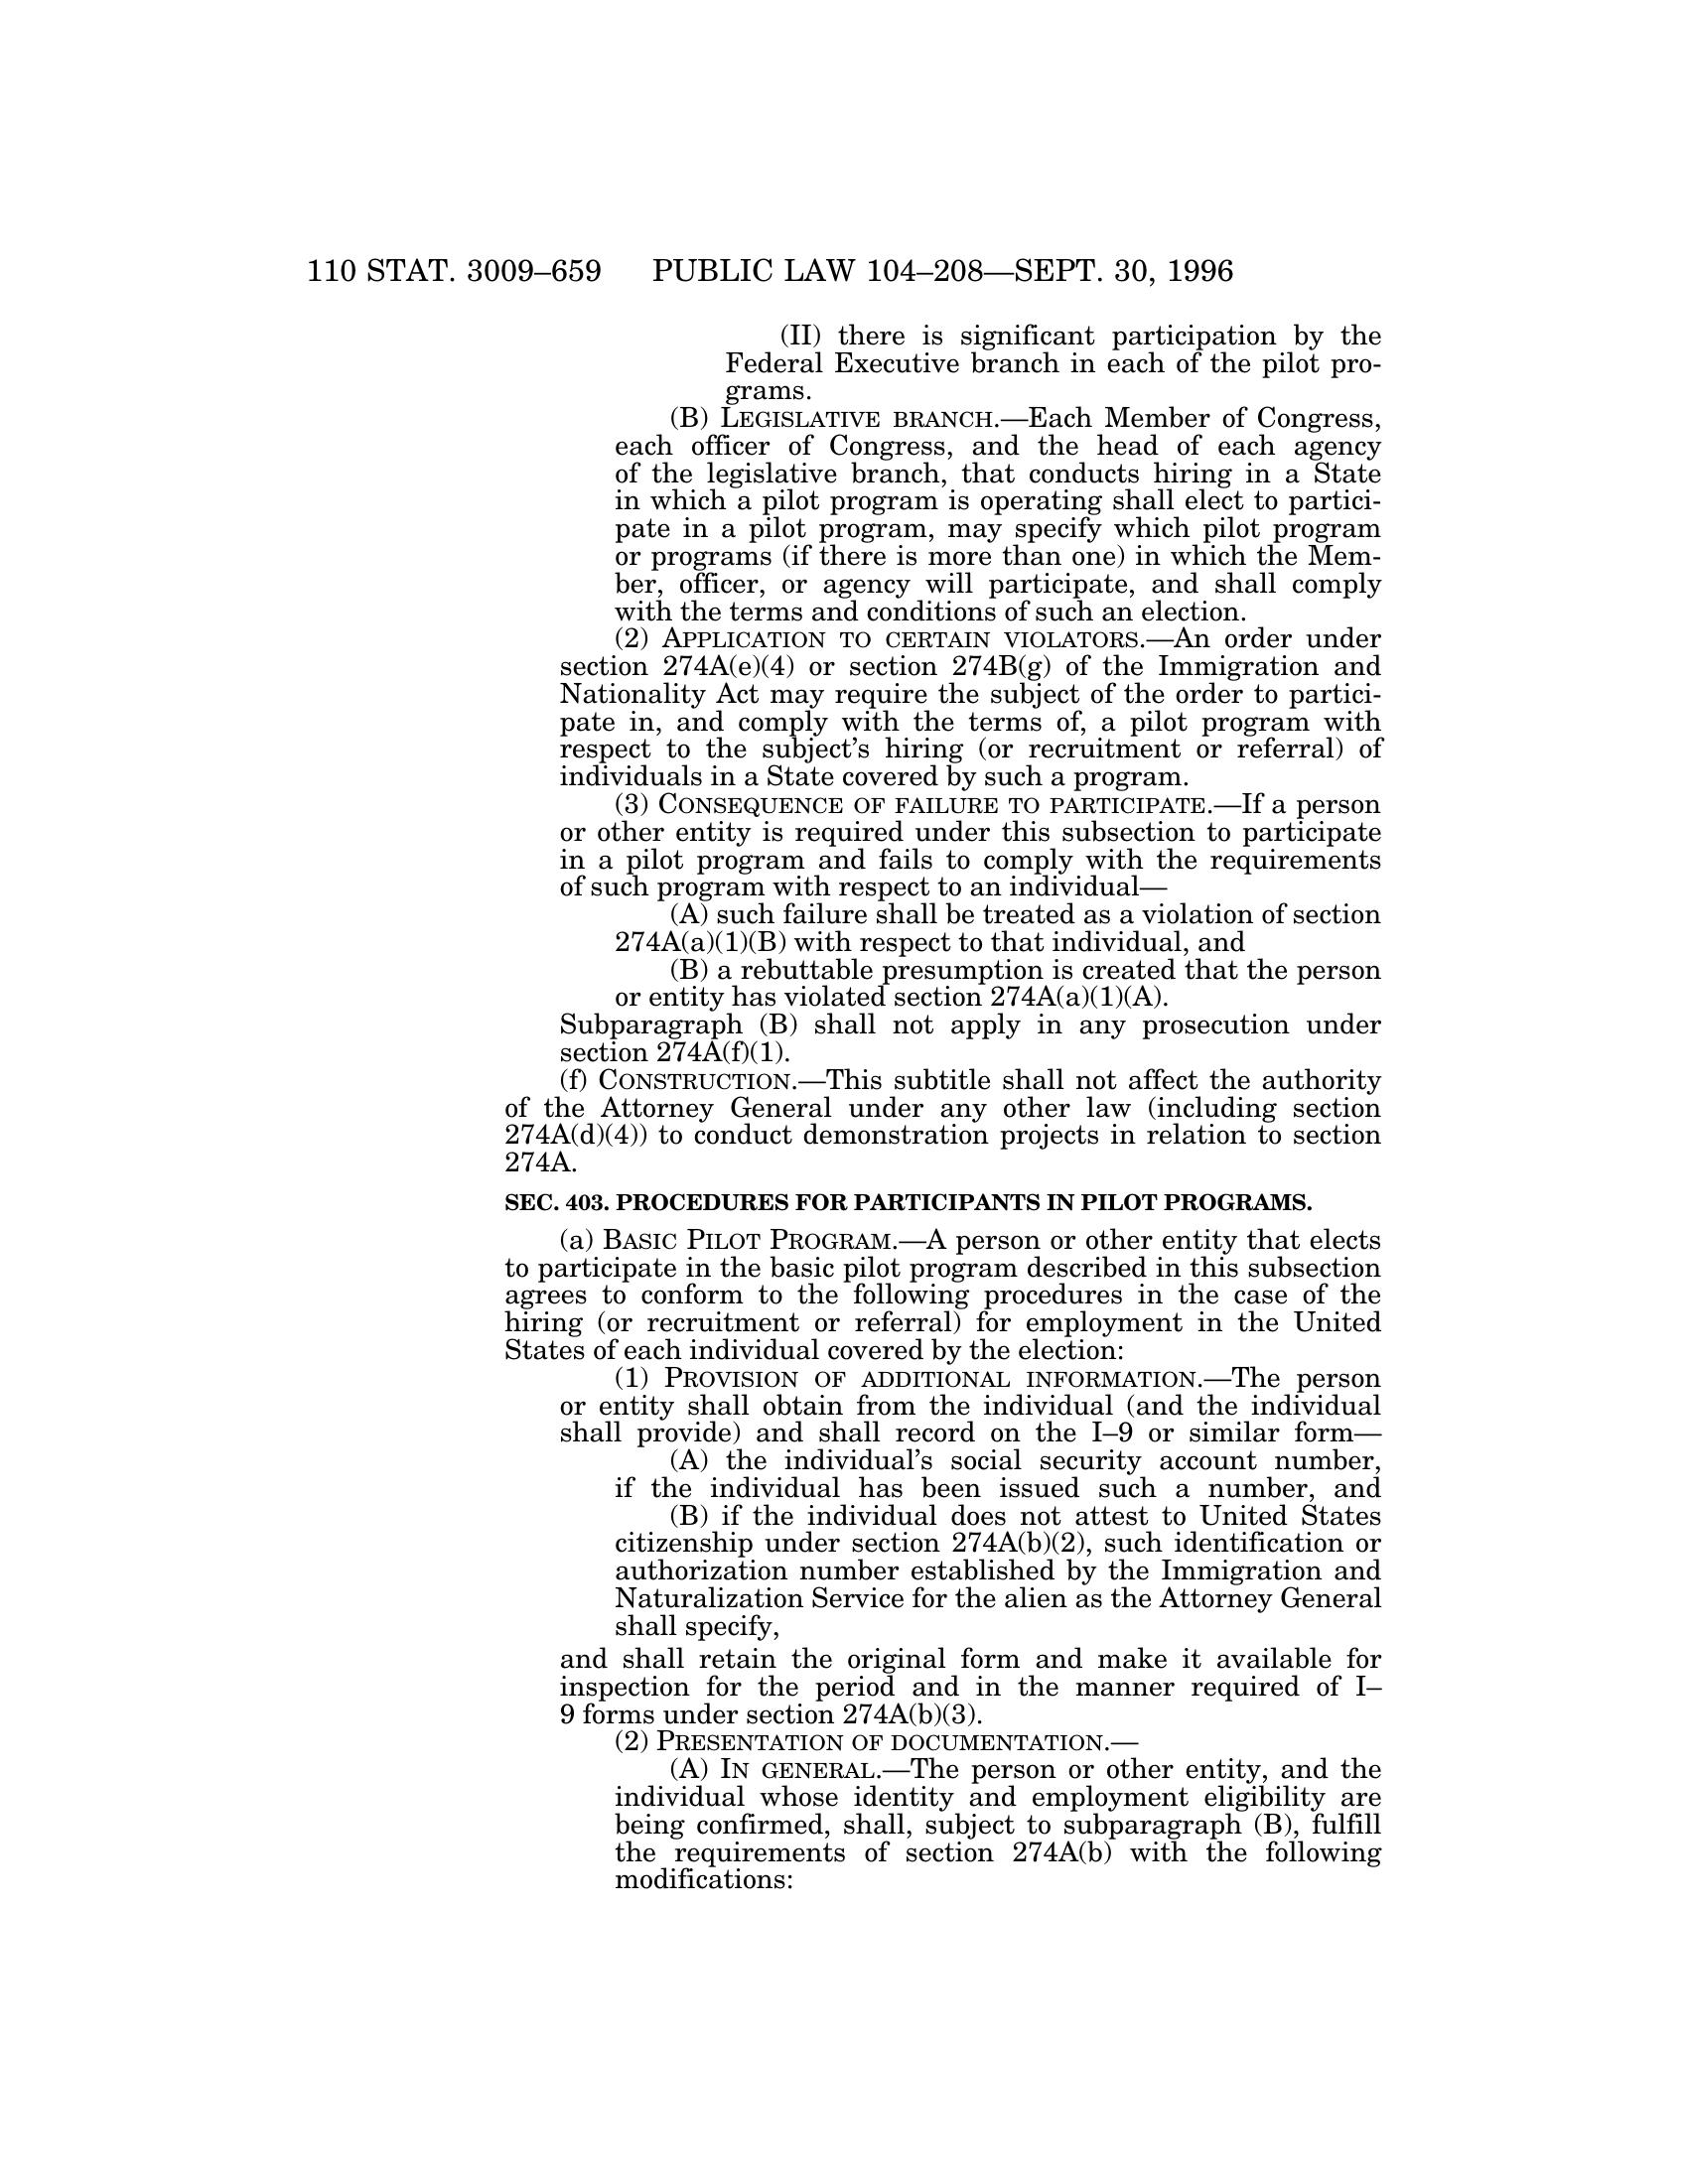 110 STAT. 3009–659 PUBLIC LAW 104–208—SEPT. 30, 1996
(II) there is significant participation by the
Federal Executive branch in each of the pilot pro-
grams.
(B) LEGISLATIVE BRANCH.—Each Member of Congress,
each officer of Congress, and the head of each agency
of the legislative branch, that conducts hiring in a State
in which a pilot program is operating shall elect to partici-
pate in a pilot program, may specify which pilot program
or programs (if there is more than one) in which the Mem-
ber, officer, or agency will participate, and shall comply
with the terms and conditions of such an election.
(2) APPLICATION TO CERTAIN VIOLATORS.—An order under
section 274A(e)(4) or section 274B(g) of the Immigration and
Nationality Act may require the subject of the order to partici-
pate in, and comply with the terms of, a pilot program with
respect to the subject's hiring (or recruitment or referral) of
individuals in a State covered by such a program.
(3) CONSEQUENCE OF FAILURE TO PARTICIPATE.—If a person
or other entity is required under this subsection to participate
in a pilot program and fails to comply with the requirements
of such program with respect to an individual—
(A) such failure shall be treated as a violation of section
274A(a)(1)(B) with respect to that individual, and
(B) a rebuttable presumption is created that the person
or entity has violated section 274A(a)(1)(A).
Subparagraph (B) shall not apply in any prosecution under
section 274A(f)(1).
(f) CONSTRUCTION.—This subtitle shall not affect the authority
of the Attorney General under any other law (including section
274A(d)(4)) to conduct demonstration projects in relation to section
274A.
SEC. 403. PROCEDURES FOR PARTICIPANTS IN PILOT PROGRAMS.
(a) BASIC PILOT PROGRAM.—A person or other entity that elects
to participate in the basic pilot program described in this subsection
agrees to conform to the following procedures in the case of the
hiring (or recruitment or referral) for employment in the United
States of each individual covered by the election:
(1) PROVISION OF ADDITIONAL INFORMATION.—The person
or entity shall obtain from the individual (and the individual
shall provide) and shall record on the I–9 or similar form—
(A) the individual's social security account number,
if the individual has been issued such a number, and
(B) if the individual does not attest to United States
citizenship under section 274A(b)(2), such identification or
authorization number established by the Immigration and
Naturalization Service for the alien as the Attorney General
shall specify,
and shall retain the original form and make it available for
inspection for the period and in the manner required of I–
9 forms under section 274A(b)(3).
(2) PRESENTATION OF DOCUMENTATION.—
(A) IN GENERAL.—The person or other entity, and the
individual whose identity and employment eligibility are
being confirmed, shall, subject to subparagraph (B), fulfill
the requirements of section 274A(b) with the following
modifications: